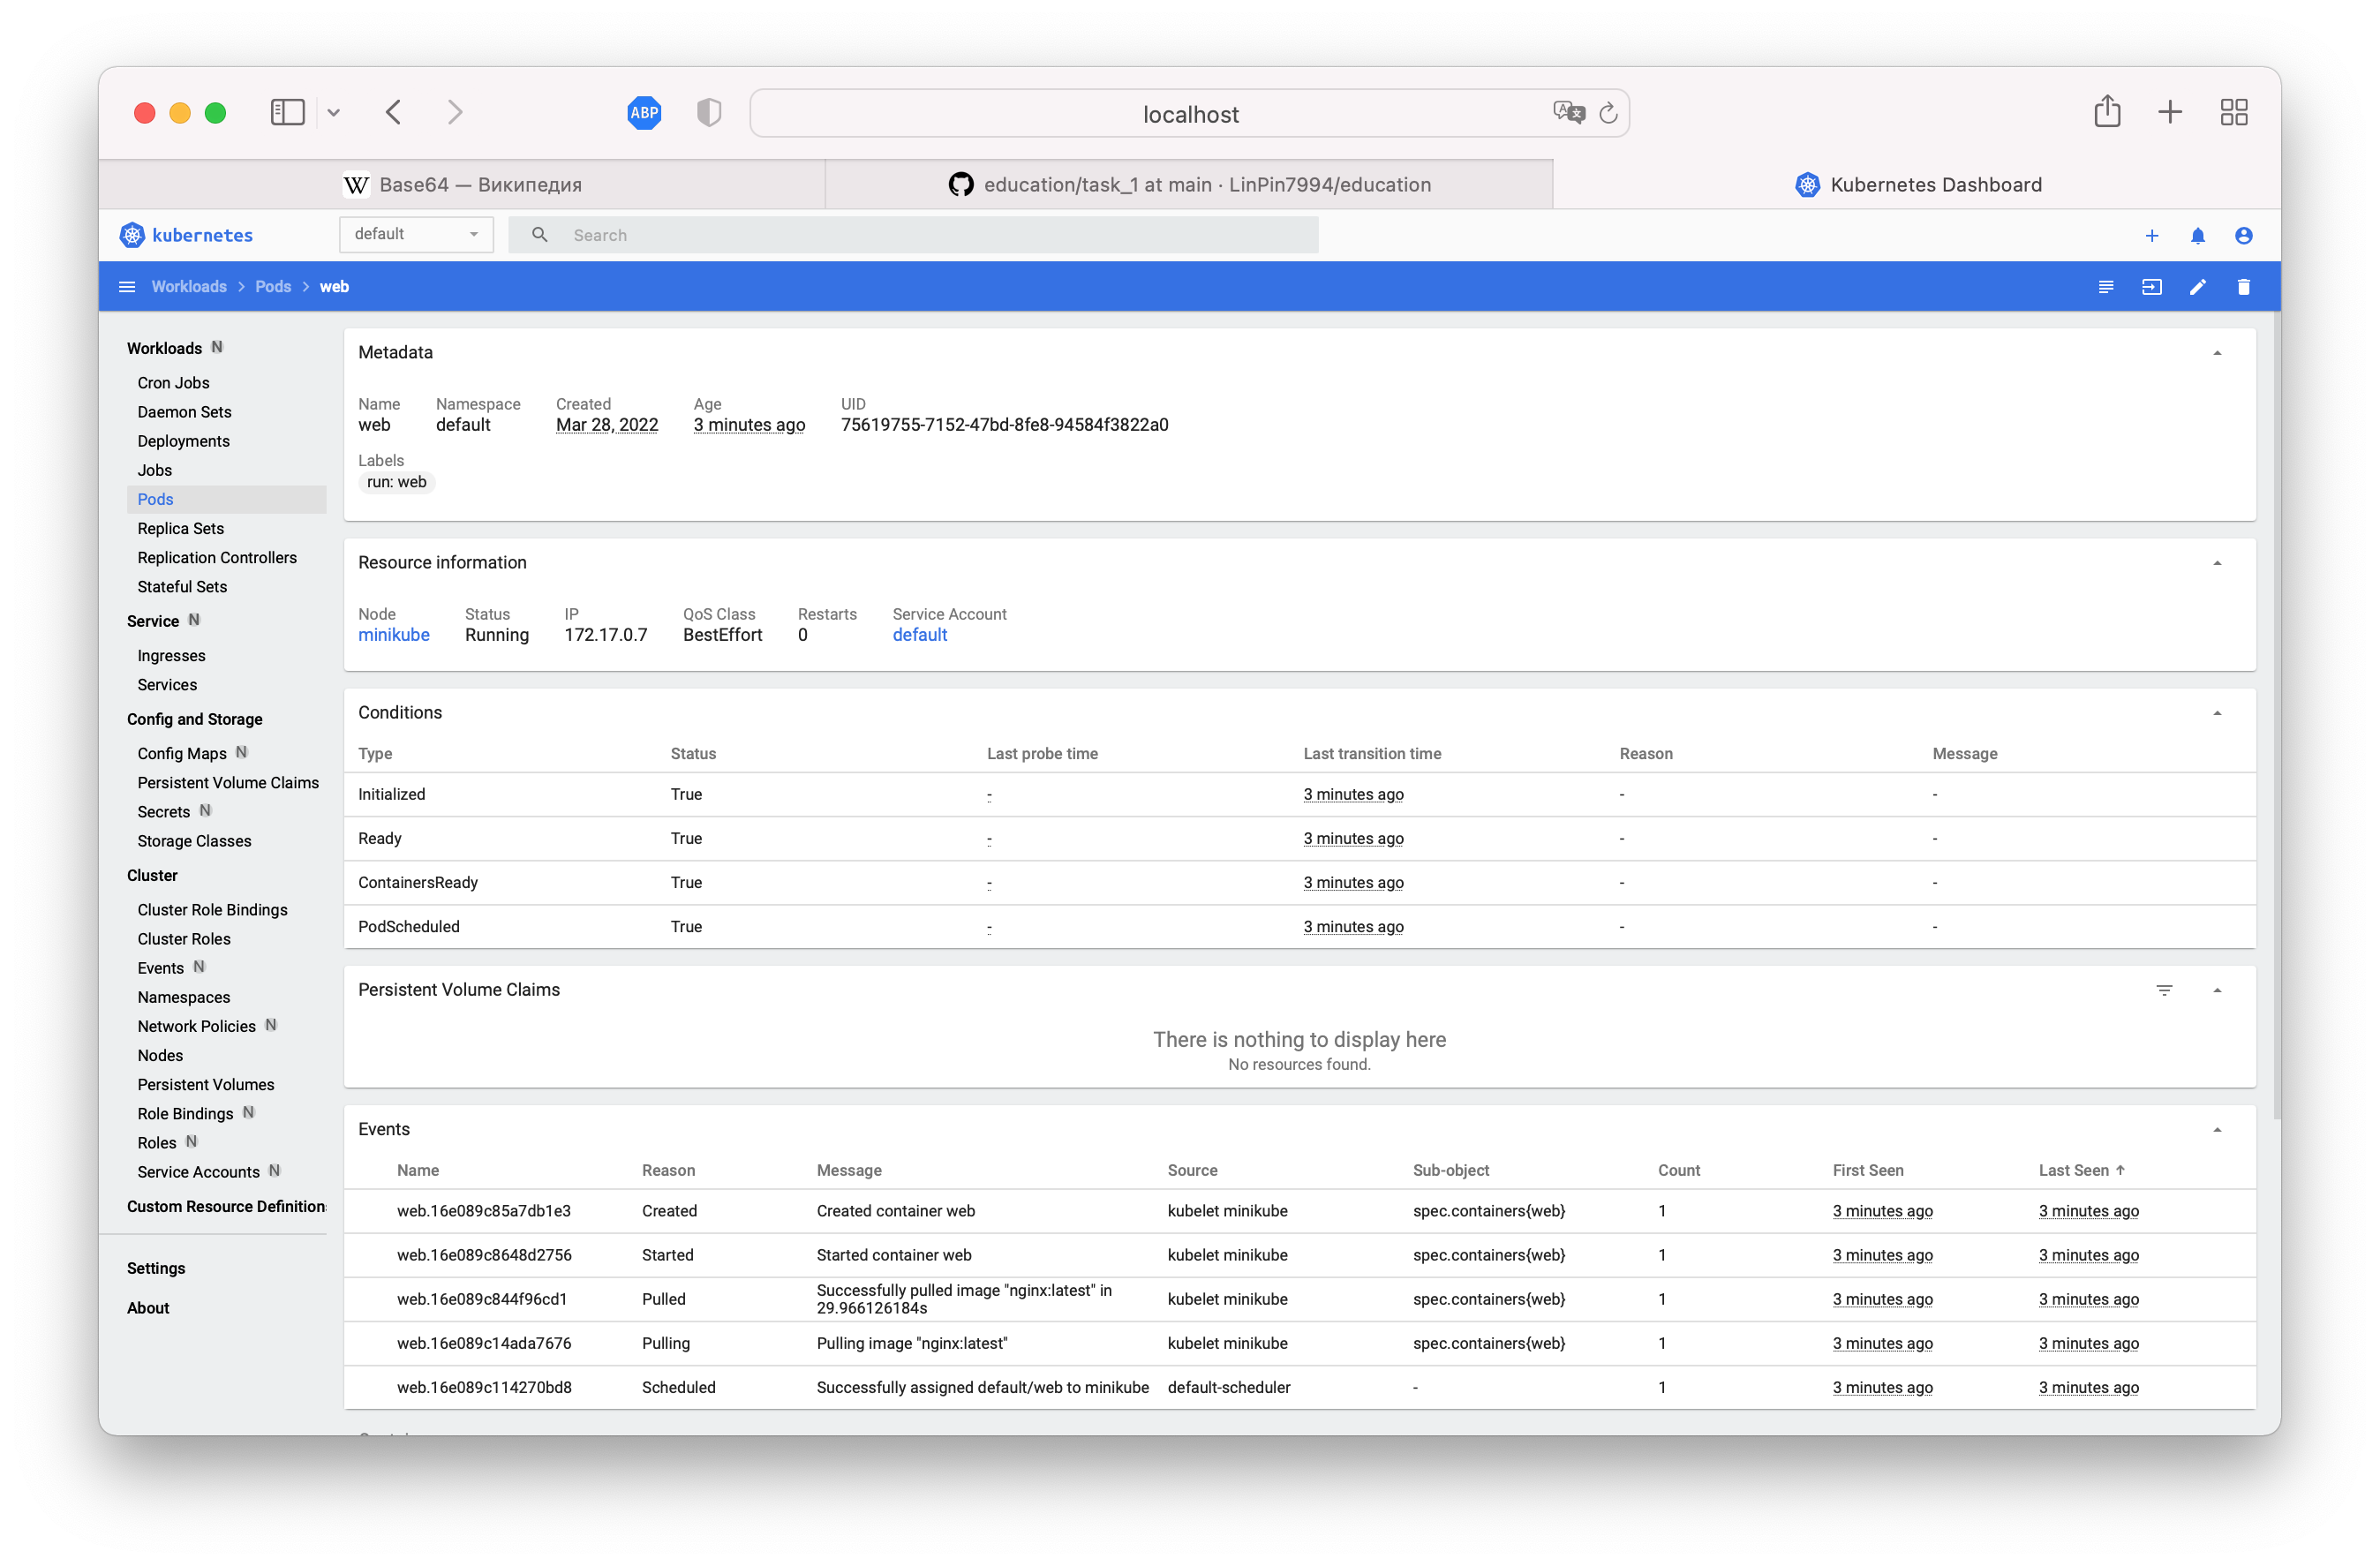 ABP
localhost
W Base64 — Википедия
education/task_1 at main · LinPin7994/education
Kubernetes Dashboard
kubernetes
default
Search
Workloads > Pods > web
Workloads N
Cron Jobs
Daemon Sets
Deployments
Jobs
Pods
Replica Sets
Replication Controllers
Stateful Sets
Service N
Ingresses
Services
Config and Storage
Config Maps N
Persistent Volume Claims
Secrets N
Storage Classes
Cluster
Cluster Role Bindings
Cluster Roles
Events N
Namespaces
Network Policies N
Nodes
Persistent Volumes
Role Bindings N
Roles N
Service Accounts N
Custom Resource Definition
Settings
About
Metadata
Name Namespace Created Age UID
web default Mar 28, 2022 3 minutes ago 75619755-7152-47bd-8fe8-94584f3822a0
Labels
run: web
Resource information
Node Status IP QoS Class Restarts Service Account
minikube Running 172.17.0.7 BestEffort 0 default
Conditions
Type Status Last probe time Last transition time Reason Message
Initialized True - 3 minutes ago - -
Ready True - 3 minutes ago - -
ContainersReady True - 3 minutes ago - -
PodScheduled True - 3 minutes ago - -
Persistent Volume Claims
There is nothing to display here
No resources found.
Events
Name Reason Message Source Sub-object Count First Seen Last Seen ↑
web.16e089c85a7db1e3 Created Created container web kubelet minikube spec.containers{web} 1 3 minutes ago 3 minutes ago
web.16e089c8648d2756 Started Started container web kubelet minikube spec.containers{web} 1 3 minutes ago 3 minutes ago
web.16e089c844f96cd1 Pulled Successfully pulled image "nginx:latest" in 29.966126184s kubelet minikube spec.containers{web} 1 3 minutes ago 3 minutes ago
web.16e089c14ada7676 Pulling Pulling image "nginx:latest" kubelet minikube spec.containers{web} 1 3 minutes ago 3 minutes ago
web.16e089c114270bd8 Scheduled Successfully assigned default/web to minikube default-scheduler - 1 3 minutes ago 3 minutes ago